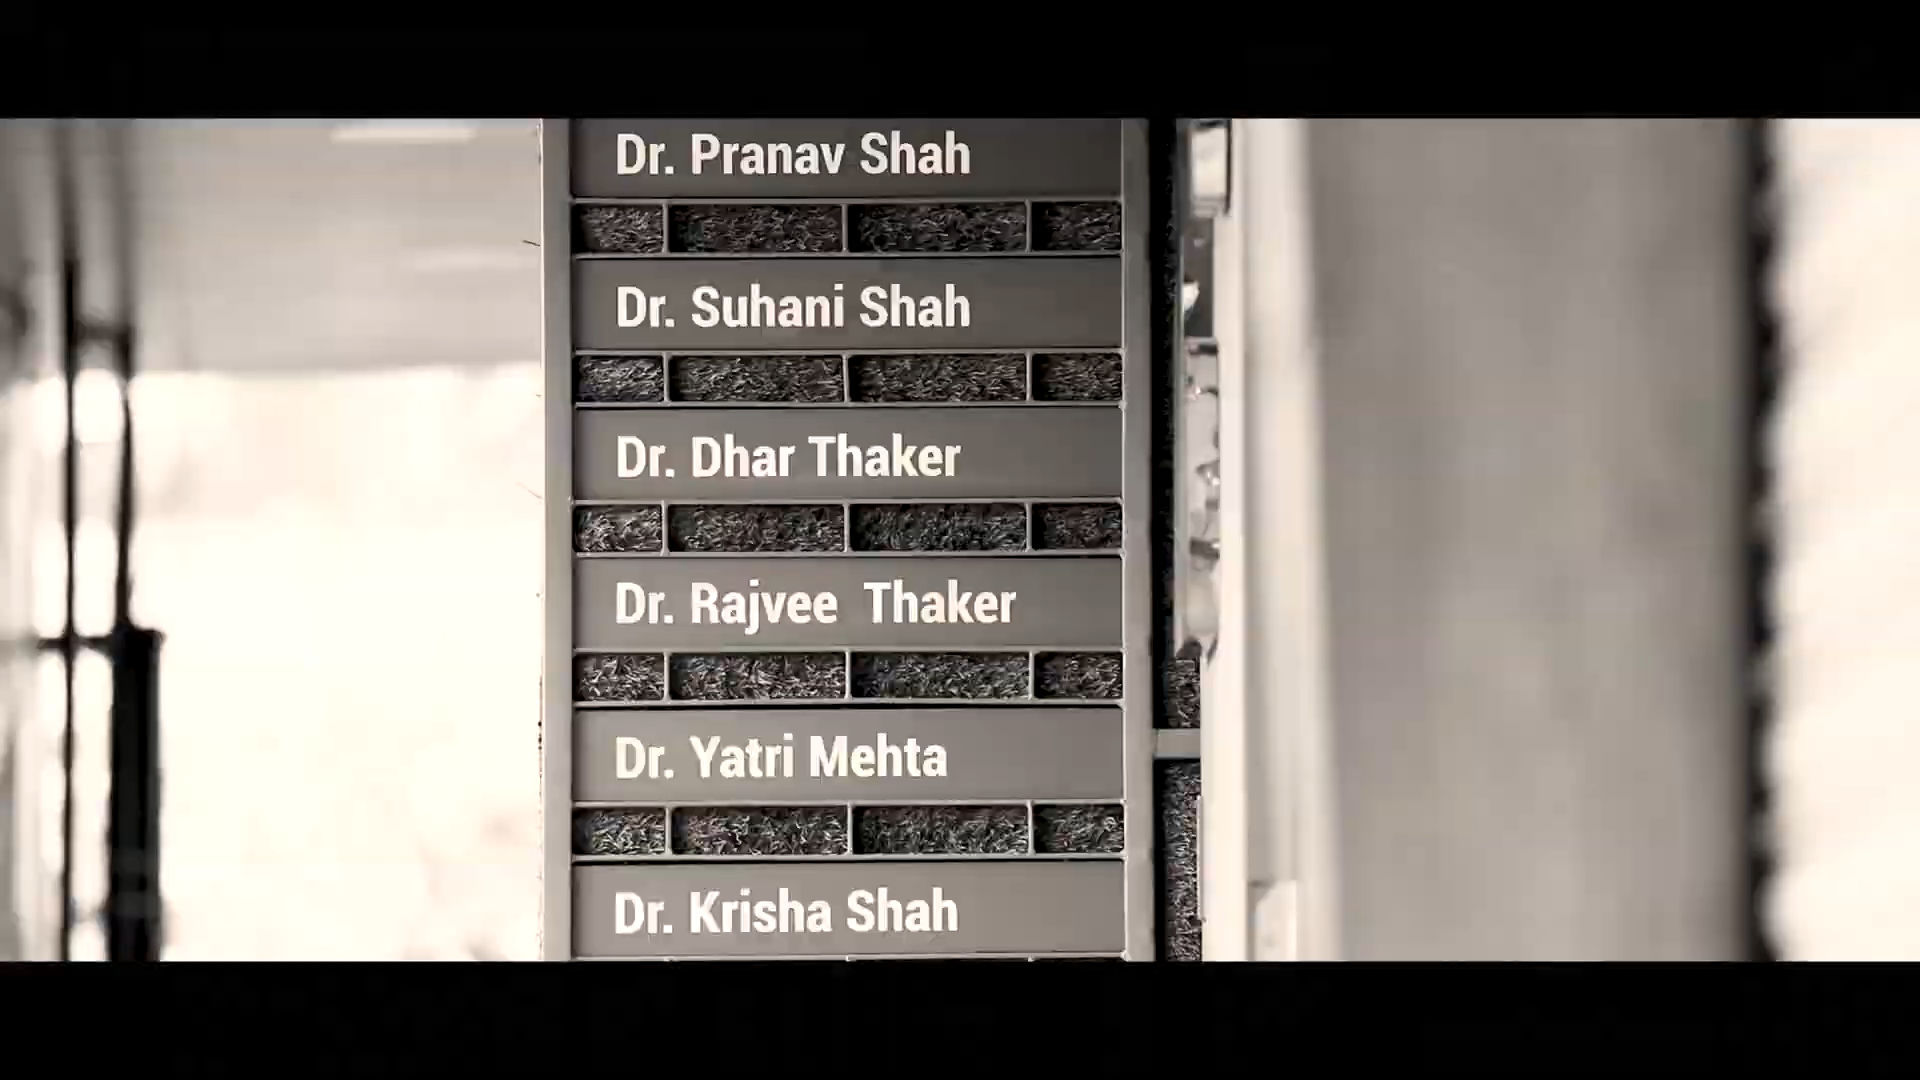 Dr. Pranav Shah
Dr. Suhani Shah
Dr. Dhar Thaker
Dr. Rajvee Thaker
Dr. Yatri Mehta
Dr. Krisha Shah